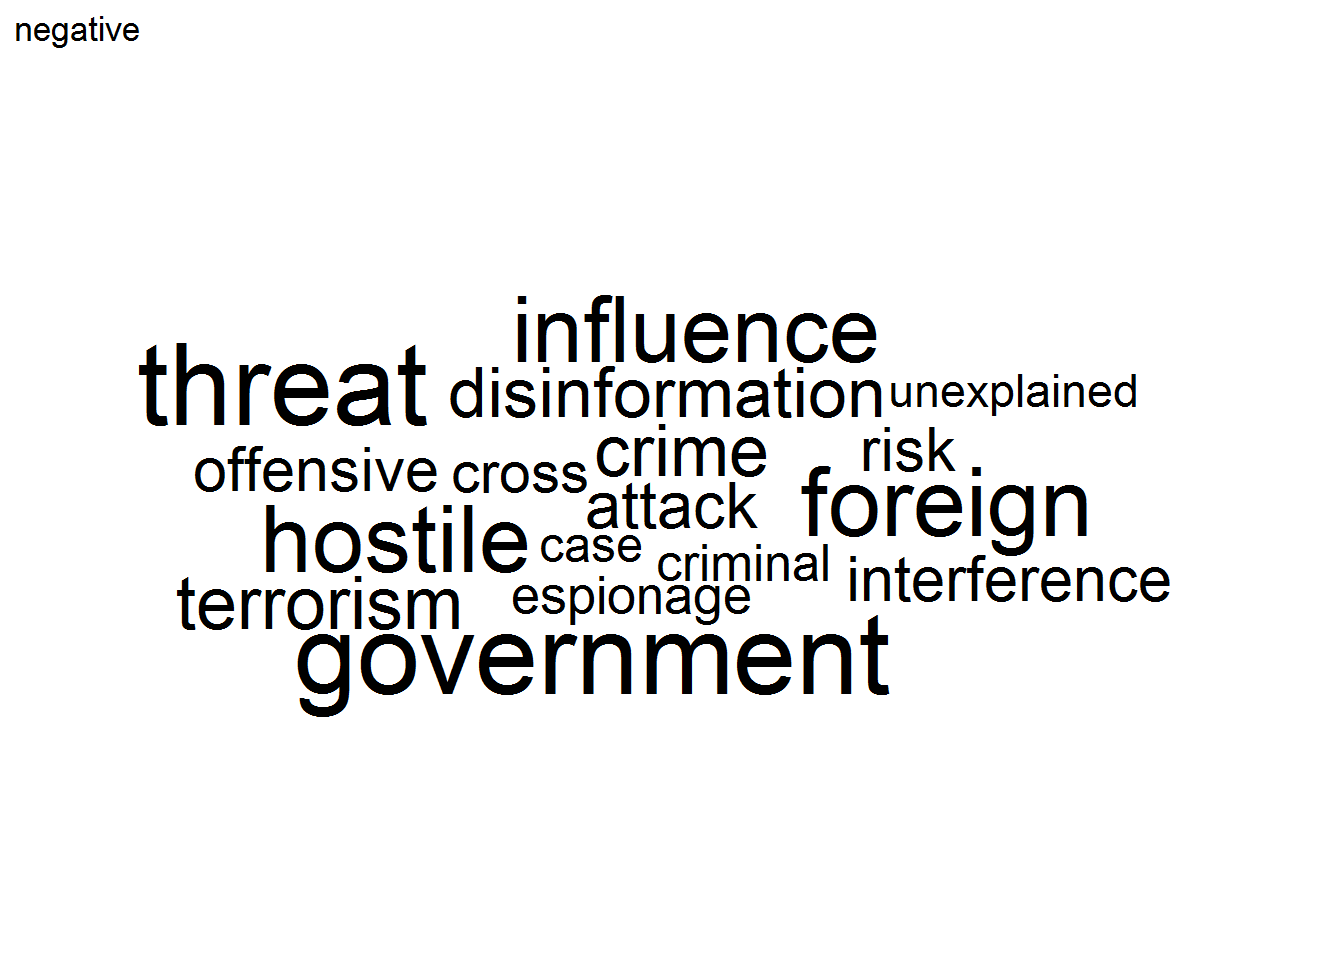 negative
influence
threat
disinformation
unexplained
crime
risk
offensive
cross
attack
foreign
hostile
case
criminal
interference
terrorism
espionage
government